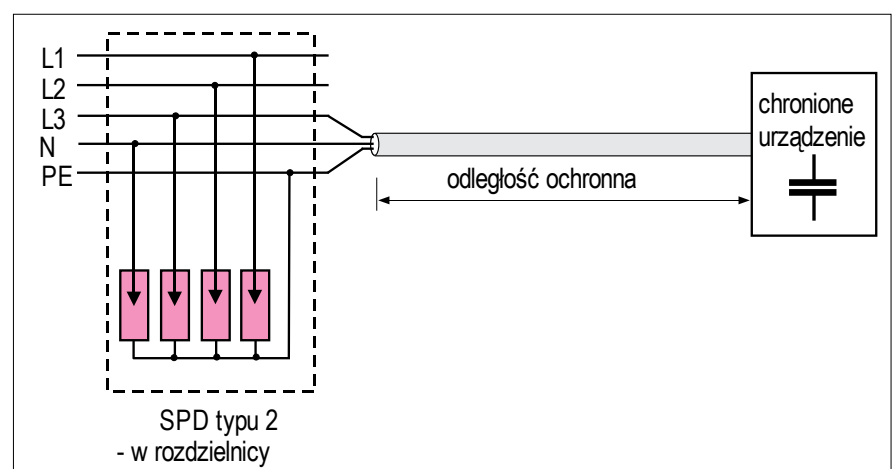 L1
L2
L3
N
PE
chronione
urządzenie
odległość ochronna
SPD typu 2
- w rozdzielnicy